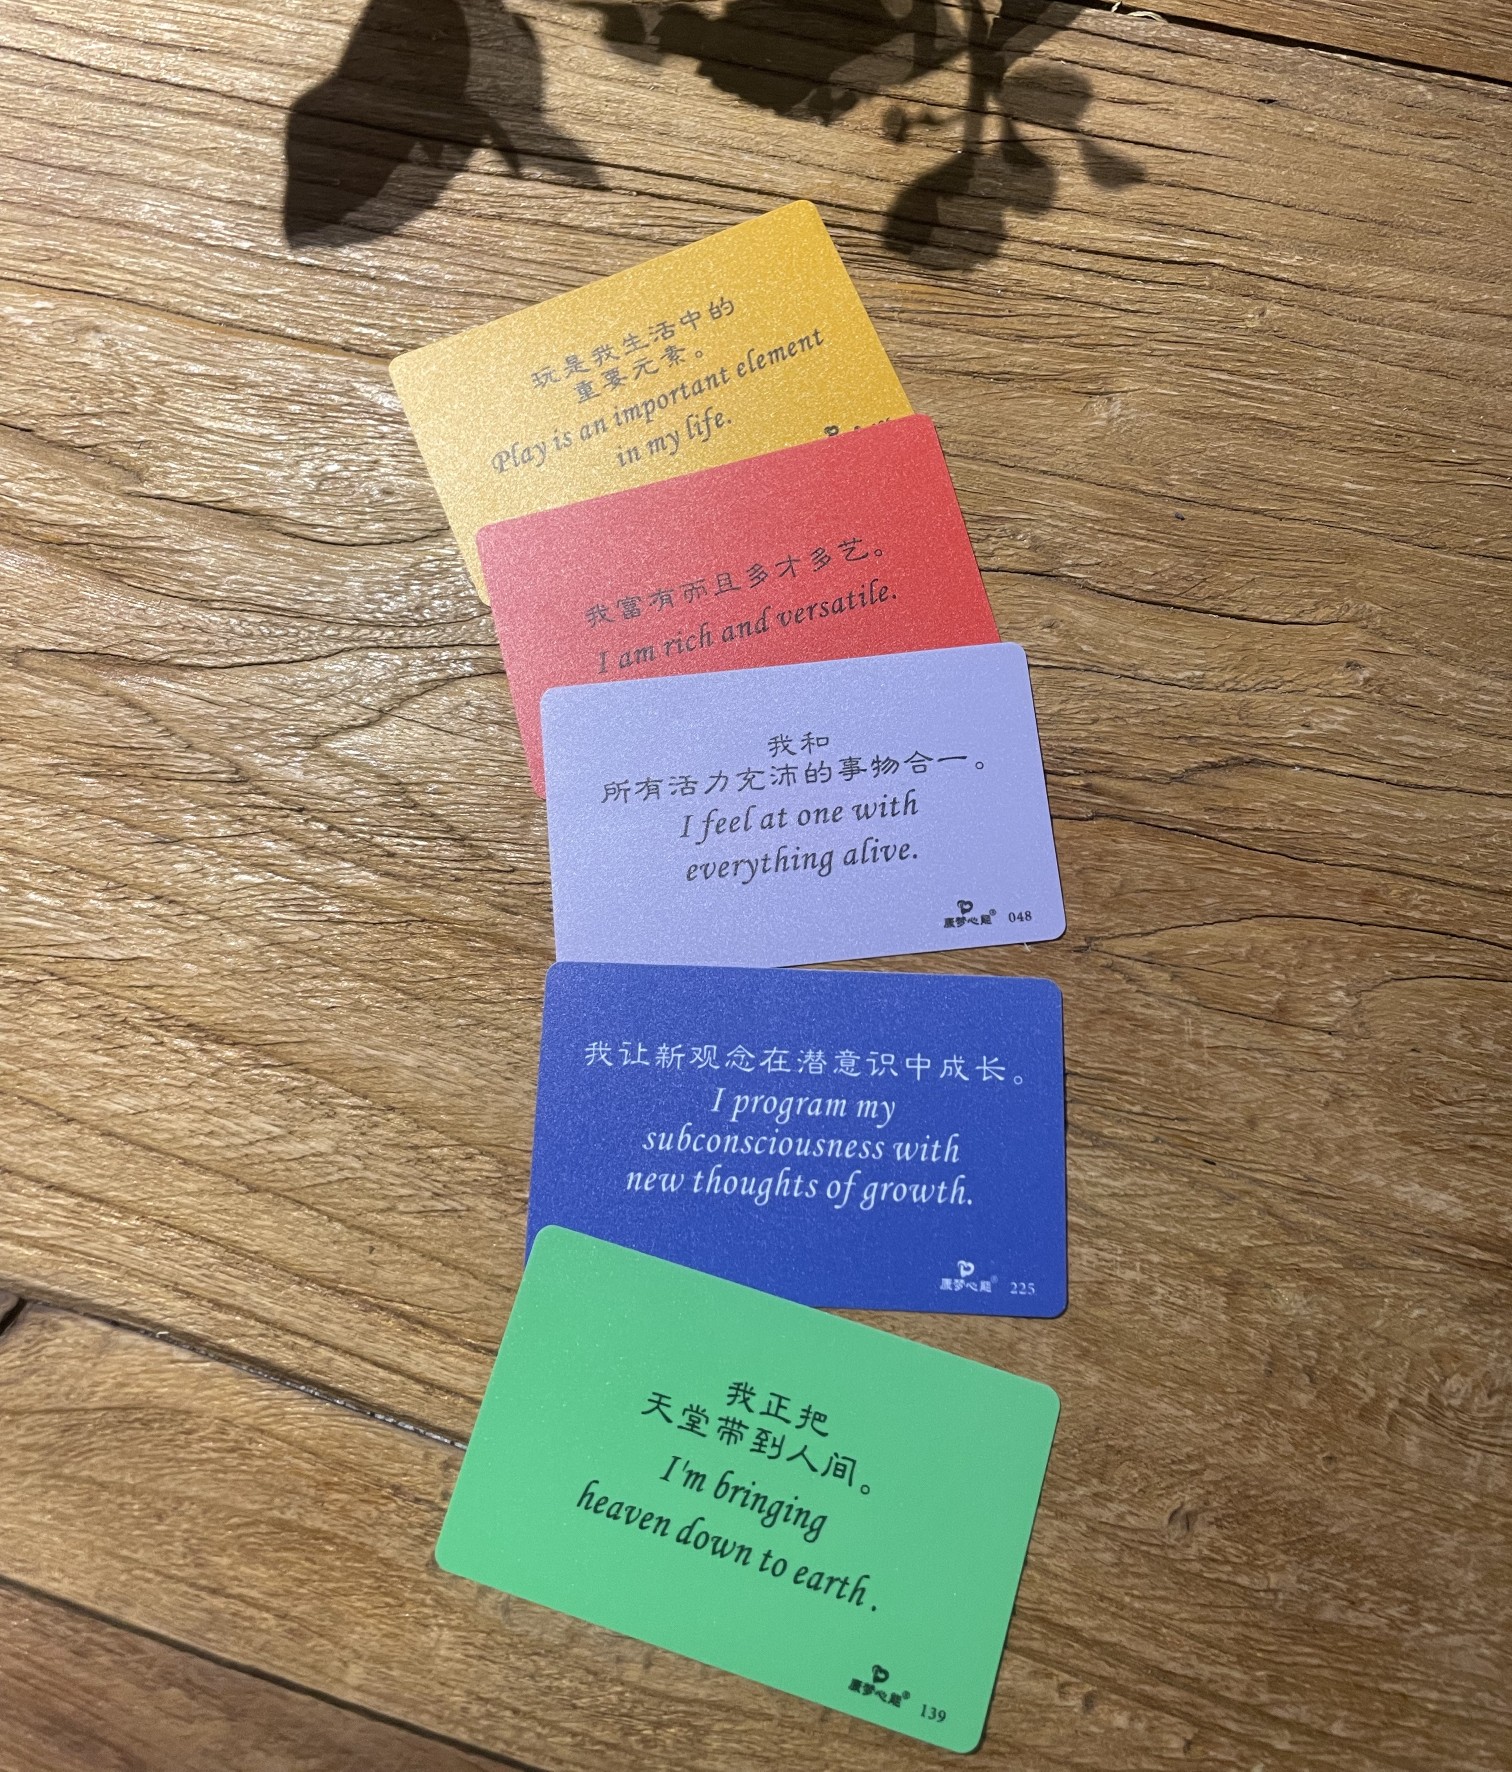 玩是我生活中的
重要元素。
Play is an important element
in my life.
我富有而且多才多艺。
I am rich and versatile.
我和
所有活力充沛的事物合一。
I feel at one with
everything alive.
048
我让新观念在潜意识中成长。
I program my
subconsciousness with
new thoughts of growth.
225
我正把
天堂带到人间。
I'm bringing
heaven down to earth.
139